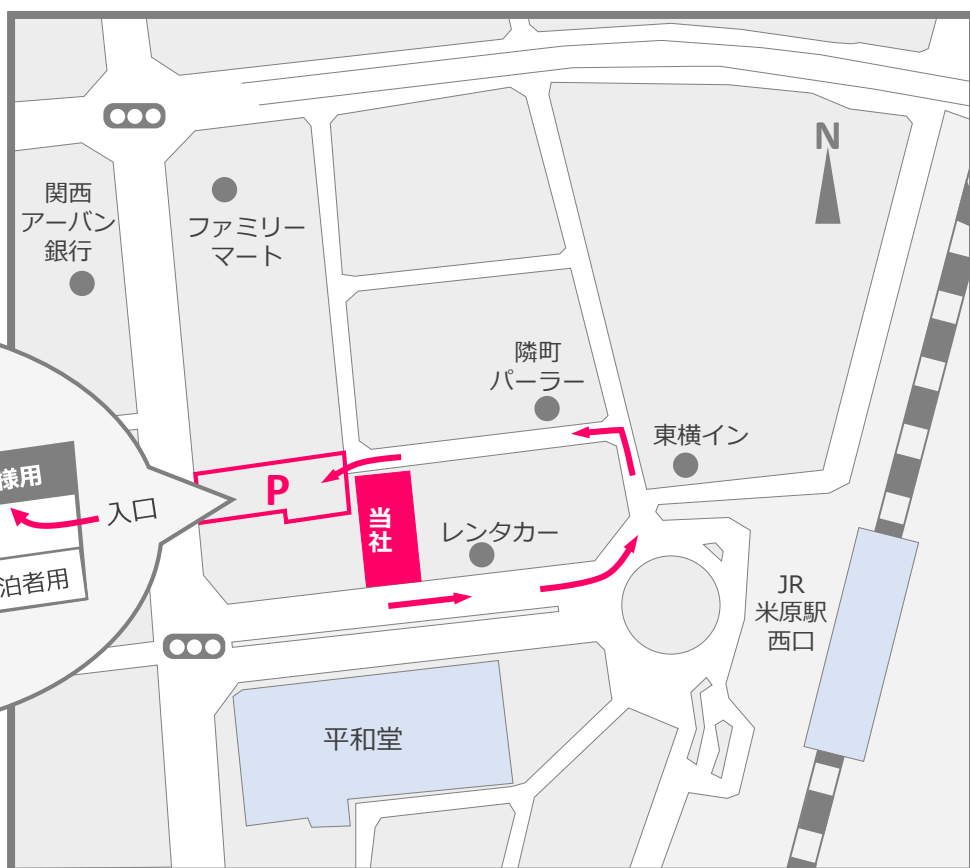 N
関西
アーバン
銀行
ファミリー
マート
隣町
パーラー
東横イン
様用
入口
泊者用
P
当社
レンタカー
JR
米原駅
西口
平和堂